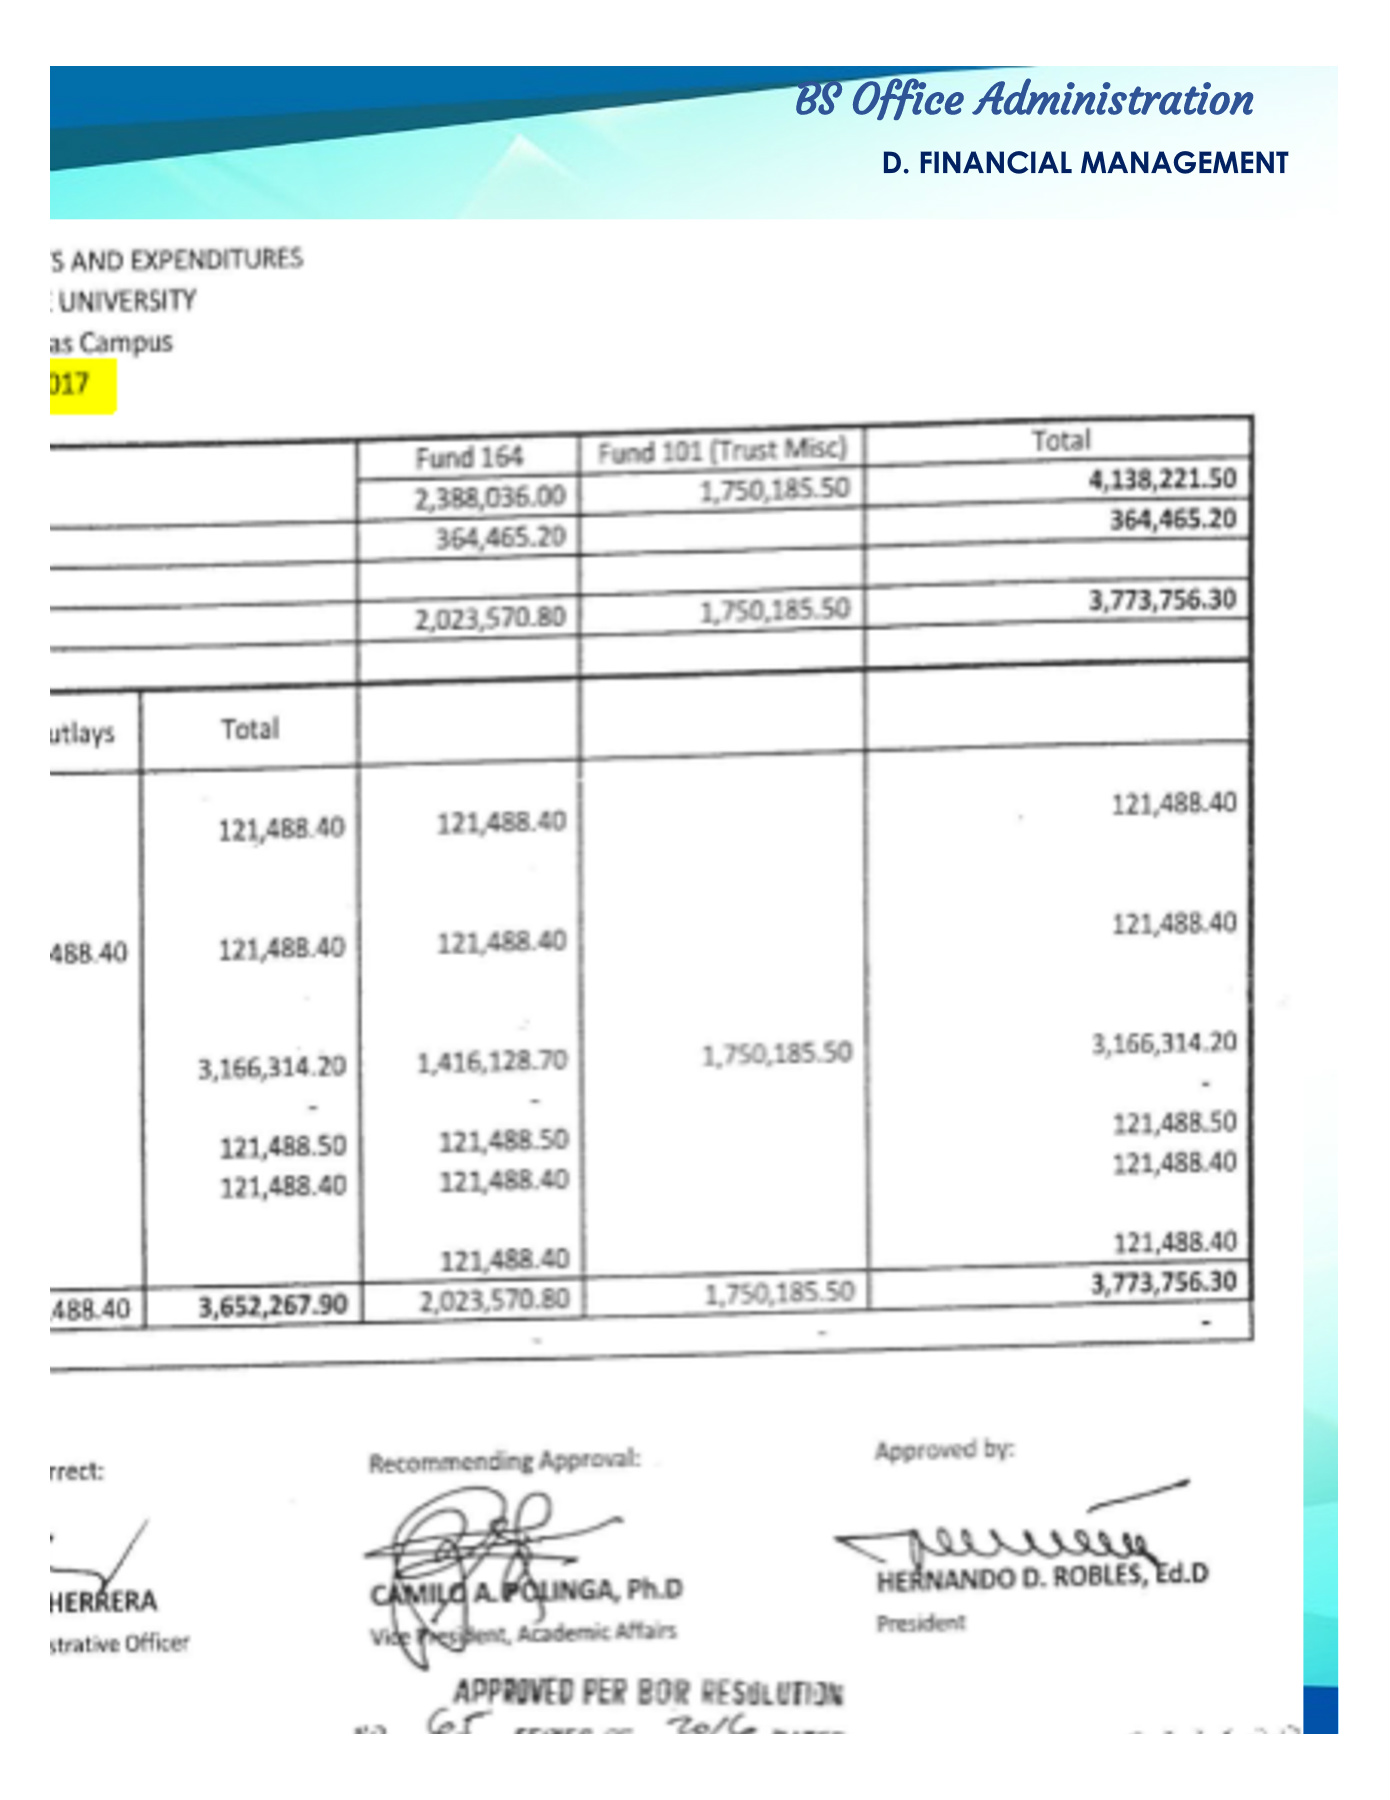 BS Office Administration
D. FINANCIAL MANAGEMENT
S AND EXPENDITURES
UNIVERSITY
as Campus
017
Fund 164 Fund 101 (Trust Misc) Total
2,388,036.00 1,750,185.50 4,138,221.50
364,465.20 364,465.20
2,023,570.80 1,750,185.50 3,773,756.30
utlays Total
121,488.40 121,488.40 121,488.40
488.40 121,488.40 121,488.40 121,488.40
3,166,314.20 1,416,128.70 1,750,185.50 3,166,314.20
- - -
121,488.50 121,488.50 121,488.50
121,488.40 121,488.40 121,488.40
121,488.40 121,488.40
488.40 3,652,267.90 2,023,570.80 1,750,185.50 3,773,756.30
- - -
rrect: Recommending Approval: Approved by:
HERRERA CAMILO A. POLINGA, Ph.D HERNANDO D. ROBLES, Ed.D
strative Officer Vice President, Academic Affairs President
APPROVED PER BOR RESOLUTION
65 2016